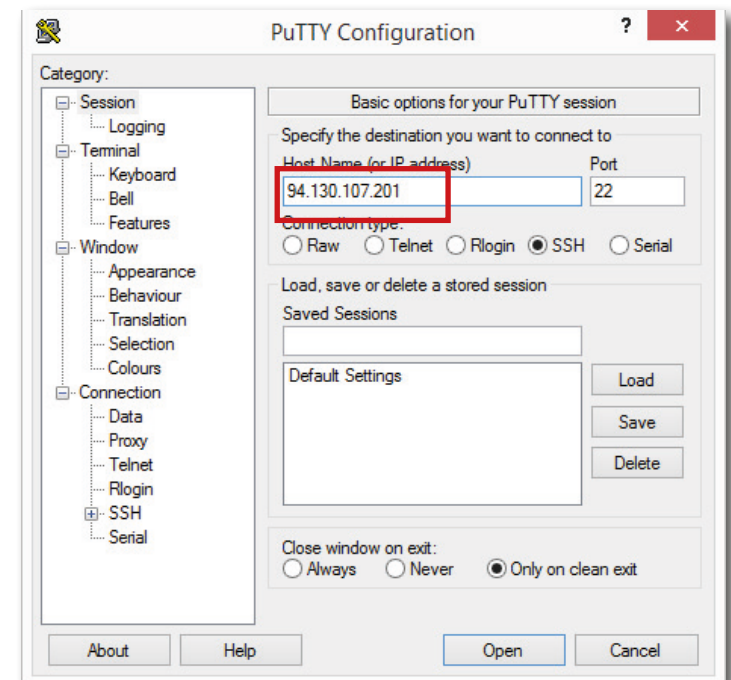 PuTTY Configuration
?
×
Category:
Session
Logging
Terminal
Keyboard
Bell
Features
Window
Appearance
Behaviour
Translation
Selection
Colours
Connection
Data
Proxy
Telnet
Rlogin
SSH
Serial
Basic options for your PuTTY session
Specify the destination you want to connect to
Host Name (or IP address) Port
94.130.107.201 22
Connection type:
Raw Telnet Rlogin SSH Serial
Load, save or delete a stored session
Saved Sessions
Default Settings
Load
Save
Delete
Close window on exit:
Always Never Only on clean exit
About Help Open Cancel